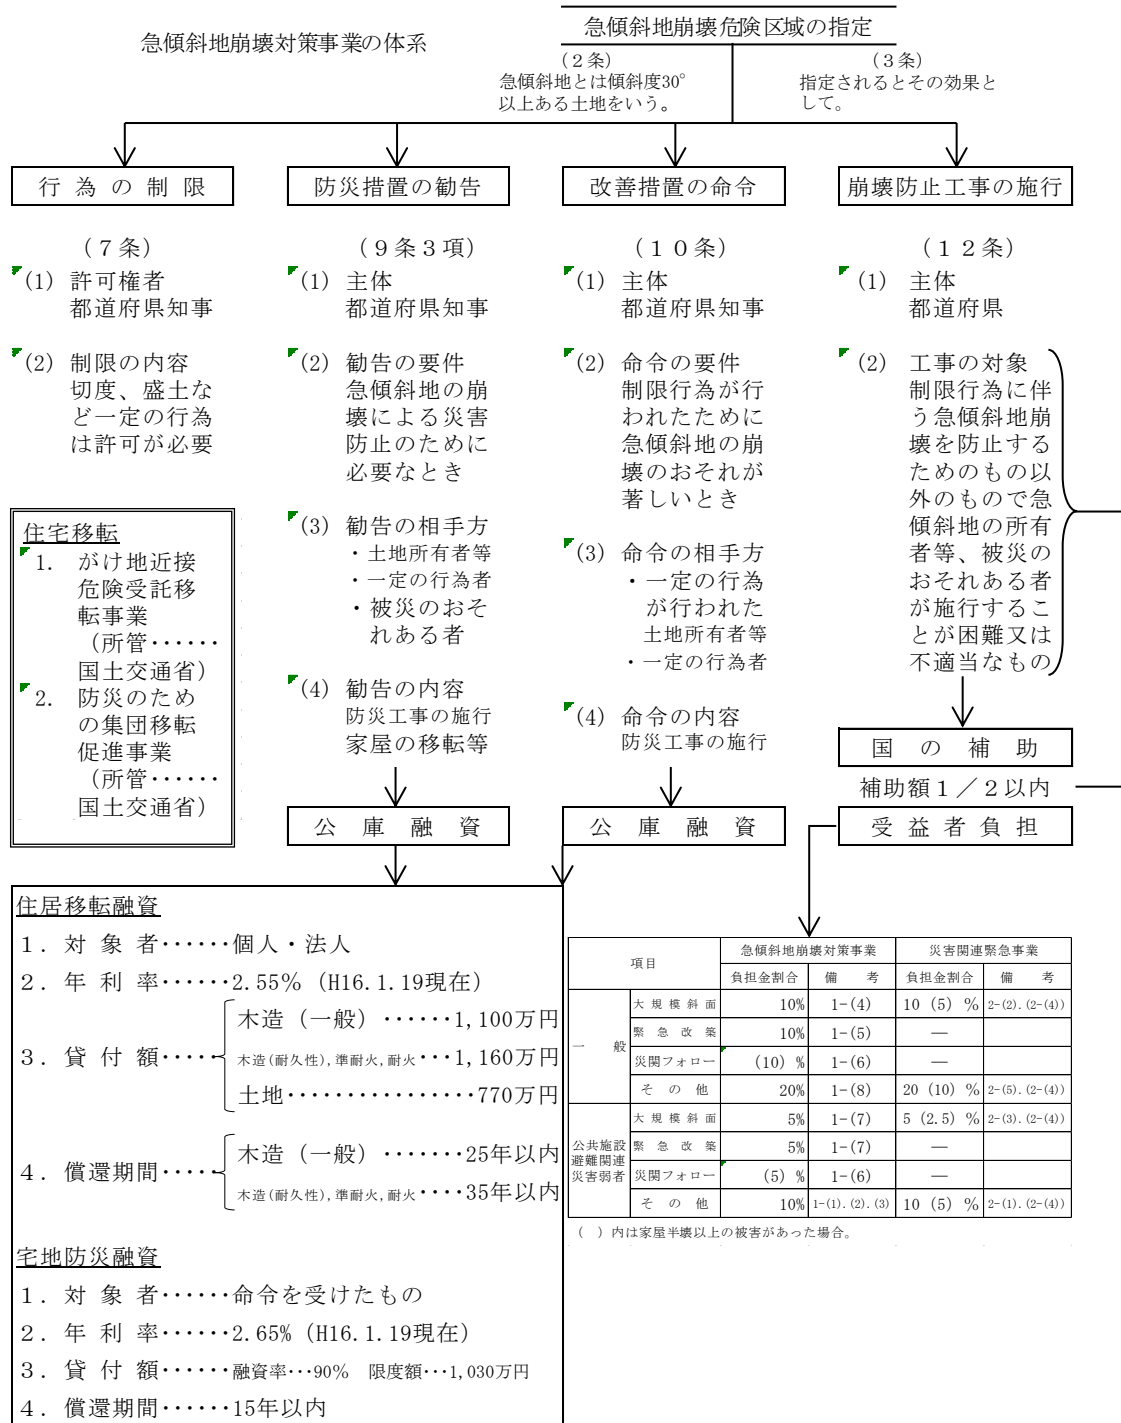 急傾斜地崩壊対策事業の体系
急傾斜地崩壊危険区域の指定
（２条）
急傾斜地とは傾斜度30°
以上ある土地をいう。
（３条）
指定されるとその効果と
して。
行為の制限
（７条）
(1) 許可権者
都道府県知事
(2) 制限の内容
切度、盛土な
ど一定の行為
は許可が必要
住宅移転
1. がけ地近接
危険受託移
転事業
（所管‥‥‥
国土交通省）
2. 防災のため
の集団移転
促進事業
（所管‥‥‥
国土交通省）
防災措置の勧告
（９条３項）
(1) 主体
都道府県知事
(2) 勧告の要件
急傾斜地の崩
壊による災害
防止のために
必要なとき
(3) 勧告の相手方
・土地所有者等
・一定の行為者
・被災のおそ
れある者
(4) 勧告の内容
防災工事の施行
家屋の移転等
公庫融資
改善措置の命令
（１０条）
(1) 主体
都道府県知事
(2) 命令の要件
制限行為が行
われたために
急傾斜地の崩
壊のおそれが
著しいとき
(3) 命令の相手方
・一定の行為
が行われた
土地所有者等
・一定の行為者
(4) 命令の内容
防災工事の施行
公庫融資
崩壊防止工事の施行
（１２条）
(1) 主体
都道府県
(2) 工事の対象
制限行為に伴
う急傾斜地崩
壊を防止する
ためのもの以
外のもので急
傾斜地の所有
者等、被災の
おそれある者
が施行するこ
とが困難又は
不適当なもの
国の補助
補助額１／２以内
受益者負担
住居移転融資
１．対象者‥‥‥個人・法人
２．年利率‥‥‥2.55％（H16.1.19現在）
３．貸付額‥‥‥
木造（一般）‥‥‥1,100万円
木造(耐久性),準耐火,耐火‥‥1,160万円
土地‥‥‥‥‥‥‥‥770万円
４．償還期間‥‥‥
木造（一般）‥‥‥‥25年以内
木造(耐久性),準耐火,耐火‥‥35年以内
宅地防災融資
１．対象者‥‥‥命令を受けたもの
２．年利率‥‥‥2.65%（H16.1.19現在）
３．貸付額‥‥‥融資率･･･90％ 限度額･･･1,030万円
４．償還期間‥‥‥15年以内
項目 急傾斜地崩壊対策事業 災害関連緊急事業
負担金割合 備考 負担金割合 備考
一般 大規模斜面 10% 1-(4) 10（5）% 2-(2).(2-(4))
緊急改築 10% 1-(5) ―
災関フォロー （10）% 1-(6) ―
その他 20% 1-(8) 20（10）% 2-(5).(2-(4))
公共施設
避難関連
災害弱者
大規模斜面 5% 1-(7) 5（2.5）% 2-(3).(2-(4))
緊急改築 5% 1-(7) ―
災関フォロー （5）% 1-(6) ―
その他 10% 1-(1).(2).(3) 10（5）% 2-(1).(2-(4))
（ ）内は家屋半壊以上の被害があった場合。